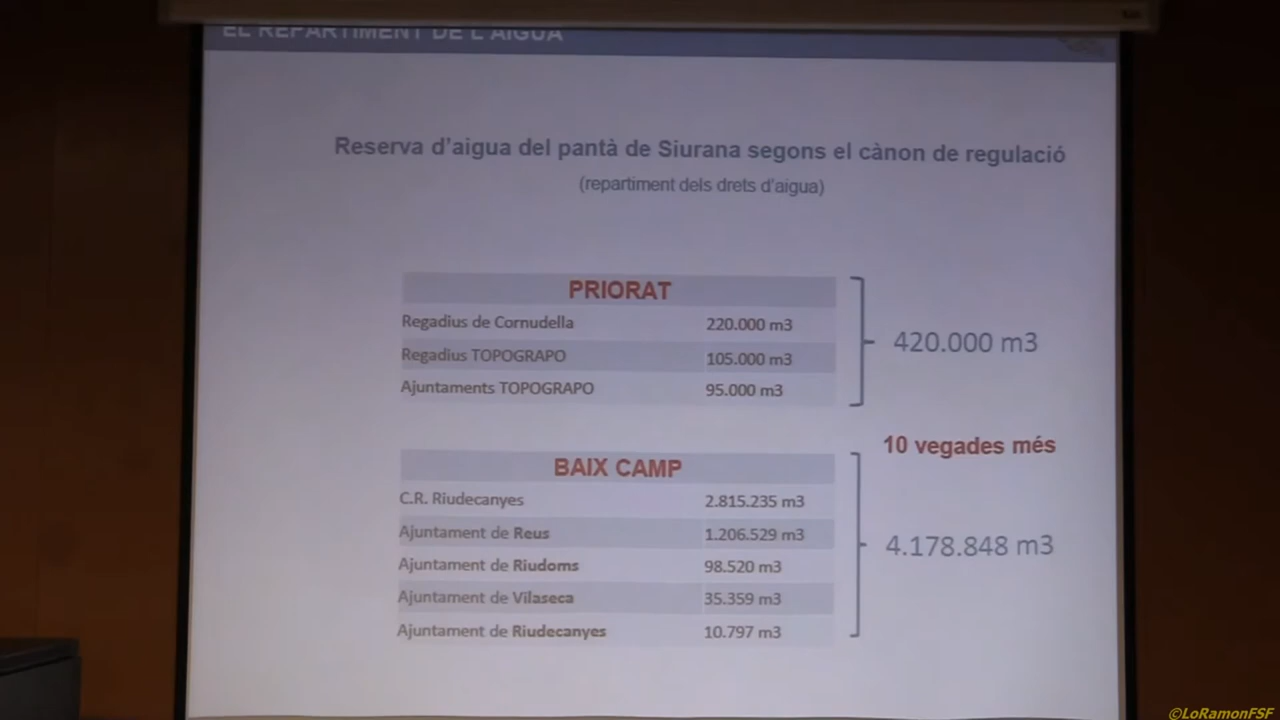 EL REPARTIMENT DE L'AIGUA
Reserva d'aigua del pantà de Siurana segons el cànon de regulació
(repartiment dels drets d'aigua)
PRIORAT
Regadius de Cornudella 220.000 m3
Regadius TOPOGRAPO 105.000 m3
Ajuntaments TOPOGRAPO 95.000 m3
420.000 m3
10 vegades més
BAIX CAMP
C.R. Riudecanyes 2.815.235 m3
Ajuntament de Reus 1.206.529 m3
Ajuntament de Riudoms 98.520 m3
Ajuntament de Vilaseca 35.359 m3
Ajuntament de Riudecanyes 10.797 m3
4.178.848 m3
©LoRamonFSF